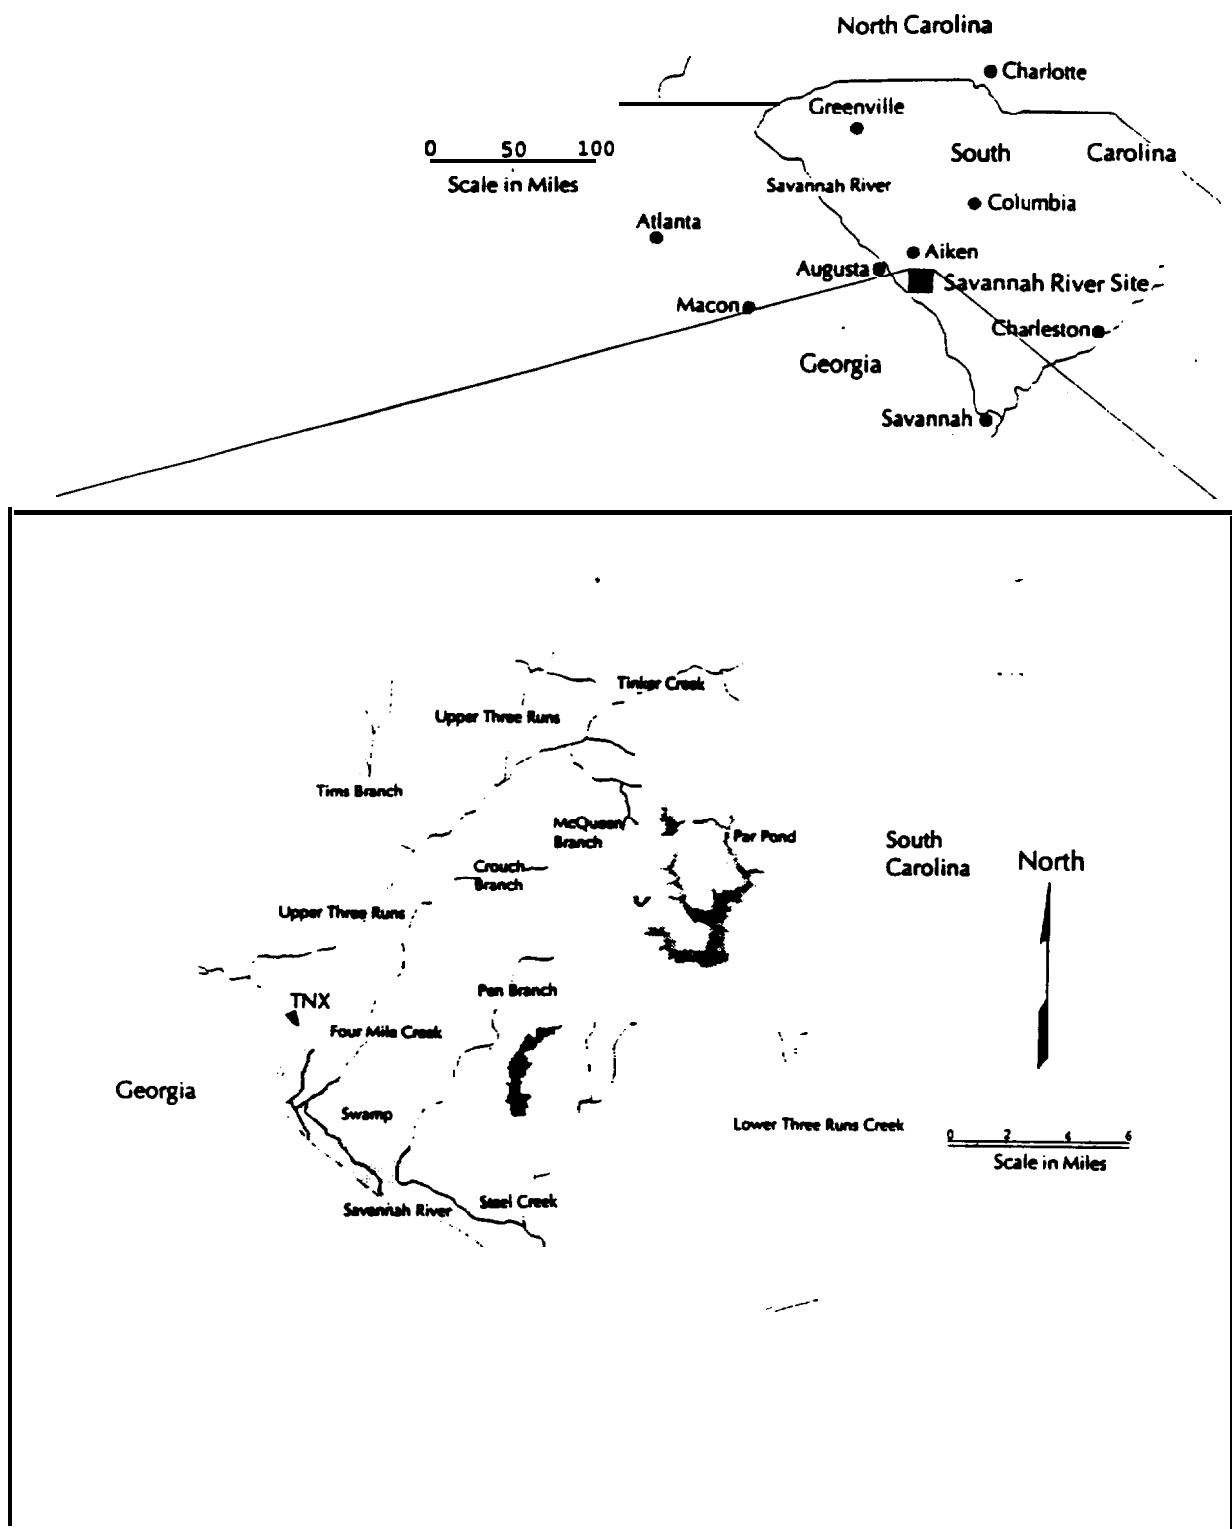 North Carolina
Charlotte
Greenville
0 50 100
Scale in Miles
South Carolina
Savannah River
Columbia
Atlanta
Aiken
Augusta
Savannah River Site
Macon
Charleston
Georgia
Savannah
Tinker Creek
Upper Three Runs
Tims Branch
McQueen
Branch
Par Pond
South
Carolina
North
Crouch
Branch
Upper Three Runs
Pen Branch
TNX
Four Mile Creek
Georgia
Swamp
Lower Three Runs Creek
0 2 4 6
Scale in Miles
Steel Creek
Savannah River